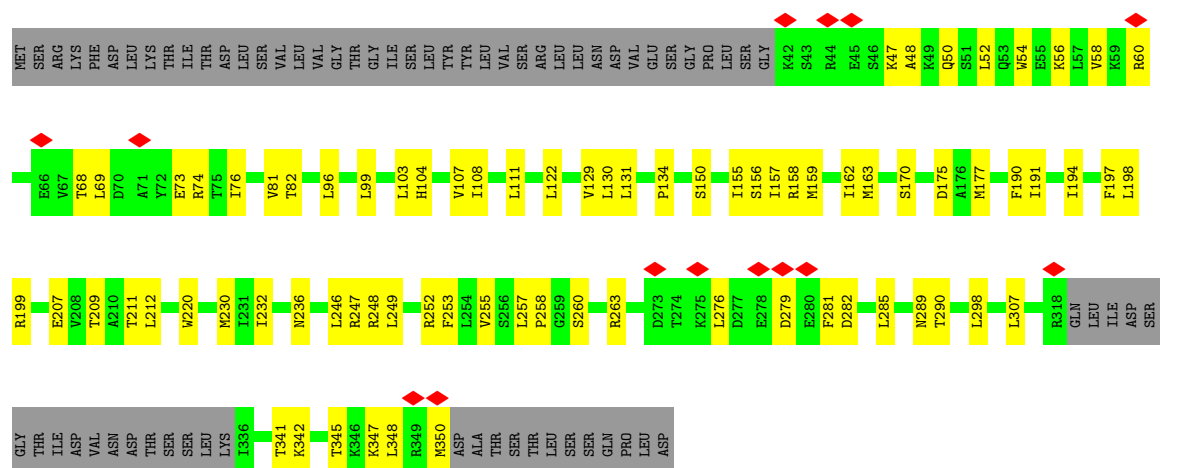 MET SER ARG LYS PHE ASP LEU LYS THR ILE THR ASP LEU SER VAL LEU VAL GLY THR GLY ILE SER LEU TYR TYR LEU VAL SER ARG LEU LEU ASN ASP VAL GLU SER GLY PRO LEU SER GLY K42 S43 R44 E45 S46 K47 A48 K49 Q50 S51 L52 Q53 W54 E55 K56 L57 V58 K59 R60
E66 V67 T68 L69 D70 A71 Y72 E73 R74 T75 I76 V81 T82 L96 L99 L103 H104 V107 I108 L111 L122 V129 L130 L131 P134 S150 I155 S156 I157 R158 M159 I162 M163 S170 D175 A176 M177 F190 I191 I194 F197 L198
R199 E207 V208 T209 A210 T211 L212 W220 M230 I231 I232 N236 L246 R247 R248 L249 R252 F253 L254 V255 S256 L257 P258 G259 S260 R263 D273 T274 K275 L276 D277 E278 D279 E280 F281 D282 L285 N289 T290 L298 L307 R318 GLN LEU ILE ASP SER
GLY THR ILE ASP VAL ASN ASP THR SER SER LEU LYS I336 T341 K342 T345 K346 K347 L348 R349 M350 ASP ALA THR SER THR LEU SER SER GLN PRO LEU ASP